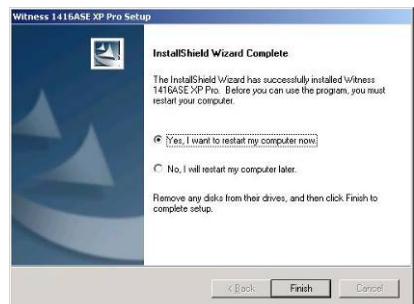 Witness 1416ASE XP Pro Setup
InstallShield Wizard Complete
The InstallShield Wizard has successfully installed Witness
1416ASE XP Pro. Before you can use the program, you must
restart your computer.
Yes, I want to restart my computer now.
No, I will restart my computer later.
Remove any disks from their drives, and then click Finish to
complete setup.
< Back Finish Cancel